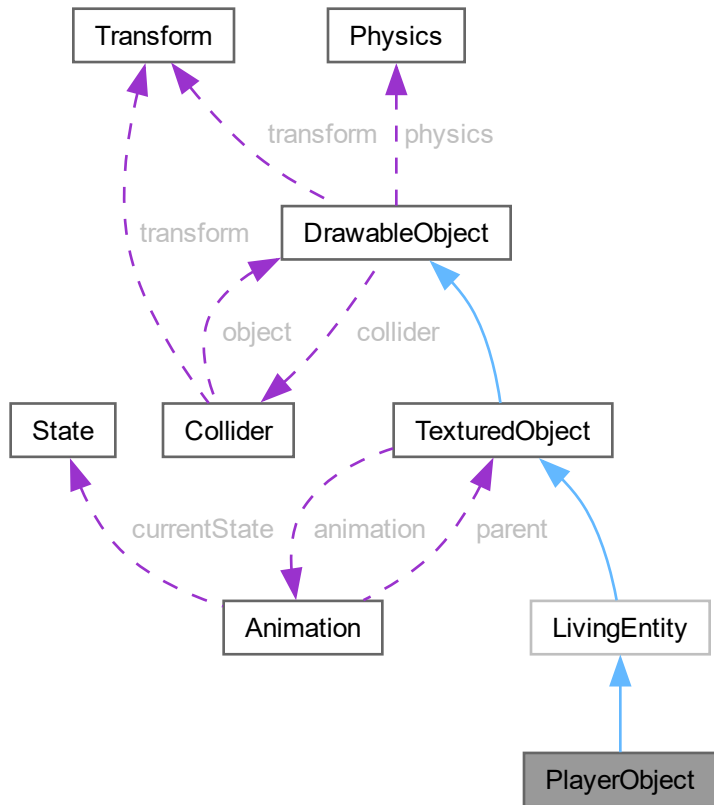 Transform
Physics
transform
physics
transform
DrawableObject
object
collider
State
Collider
TexturedObject
currentState
animation
parent
Animation
LivingEntity
PlayerObject